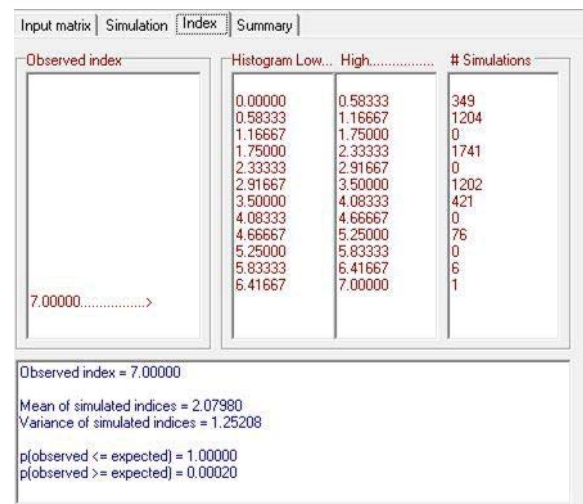 Input matrix Simulation Index Summary
Observed index Histogram Low... High................ # Simulations
0.00000 0.58333 349
0.58333 1.16667 1204
1.16667 1.75000 0
1.75000 2.33333 1741
2.33333 2.91667 0
2.91667 3.50000 1202
3.50000 4.08333 421
4.08333 4.66667 0
4.66667 5.25000 76
5.25000 5.83333 0
5.83333 6.41667 6
7.00000................> 6.41667 7.00000 1
Observed index = 7.00000
Mean of simulated indices = 2.07980
Variance of simulated indices = 1.25208
p(observed <= expected) = 1.00000
p(observed >= expected) = 0.00020